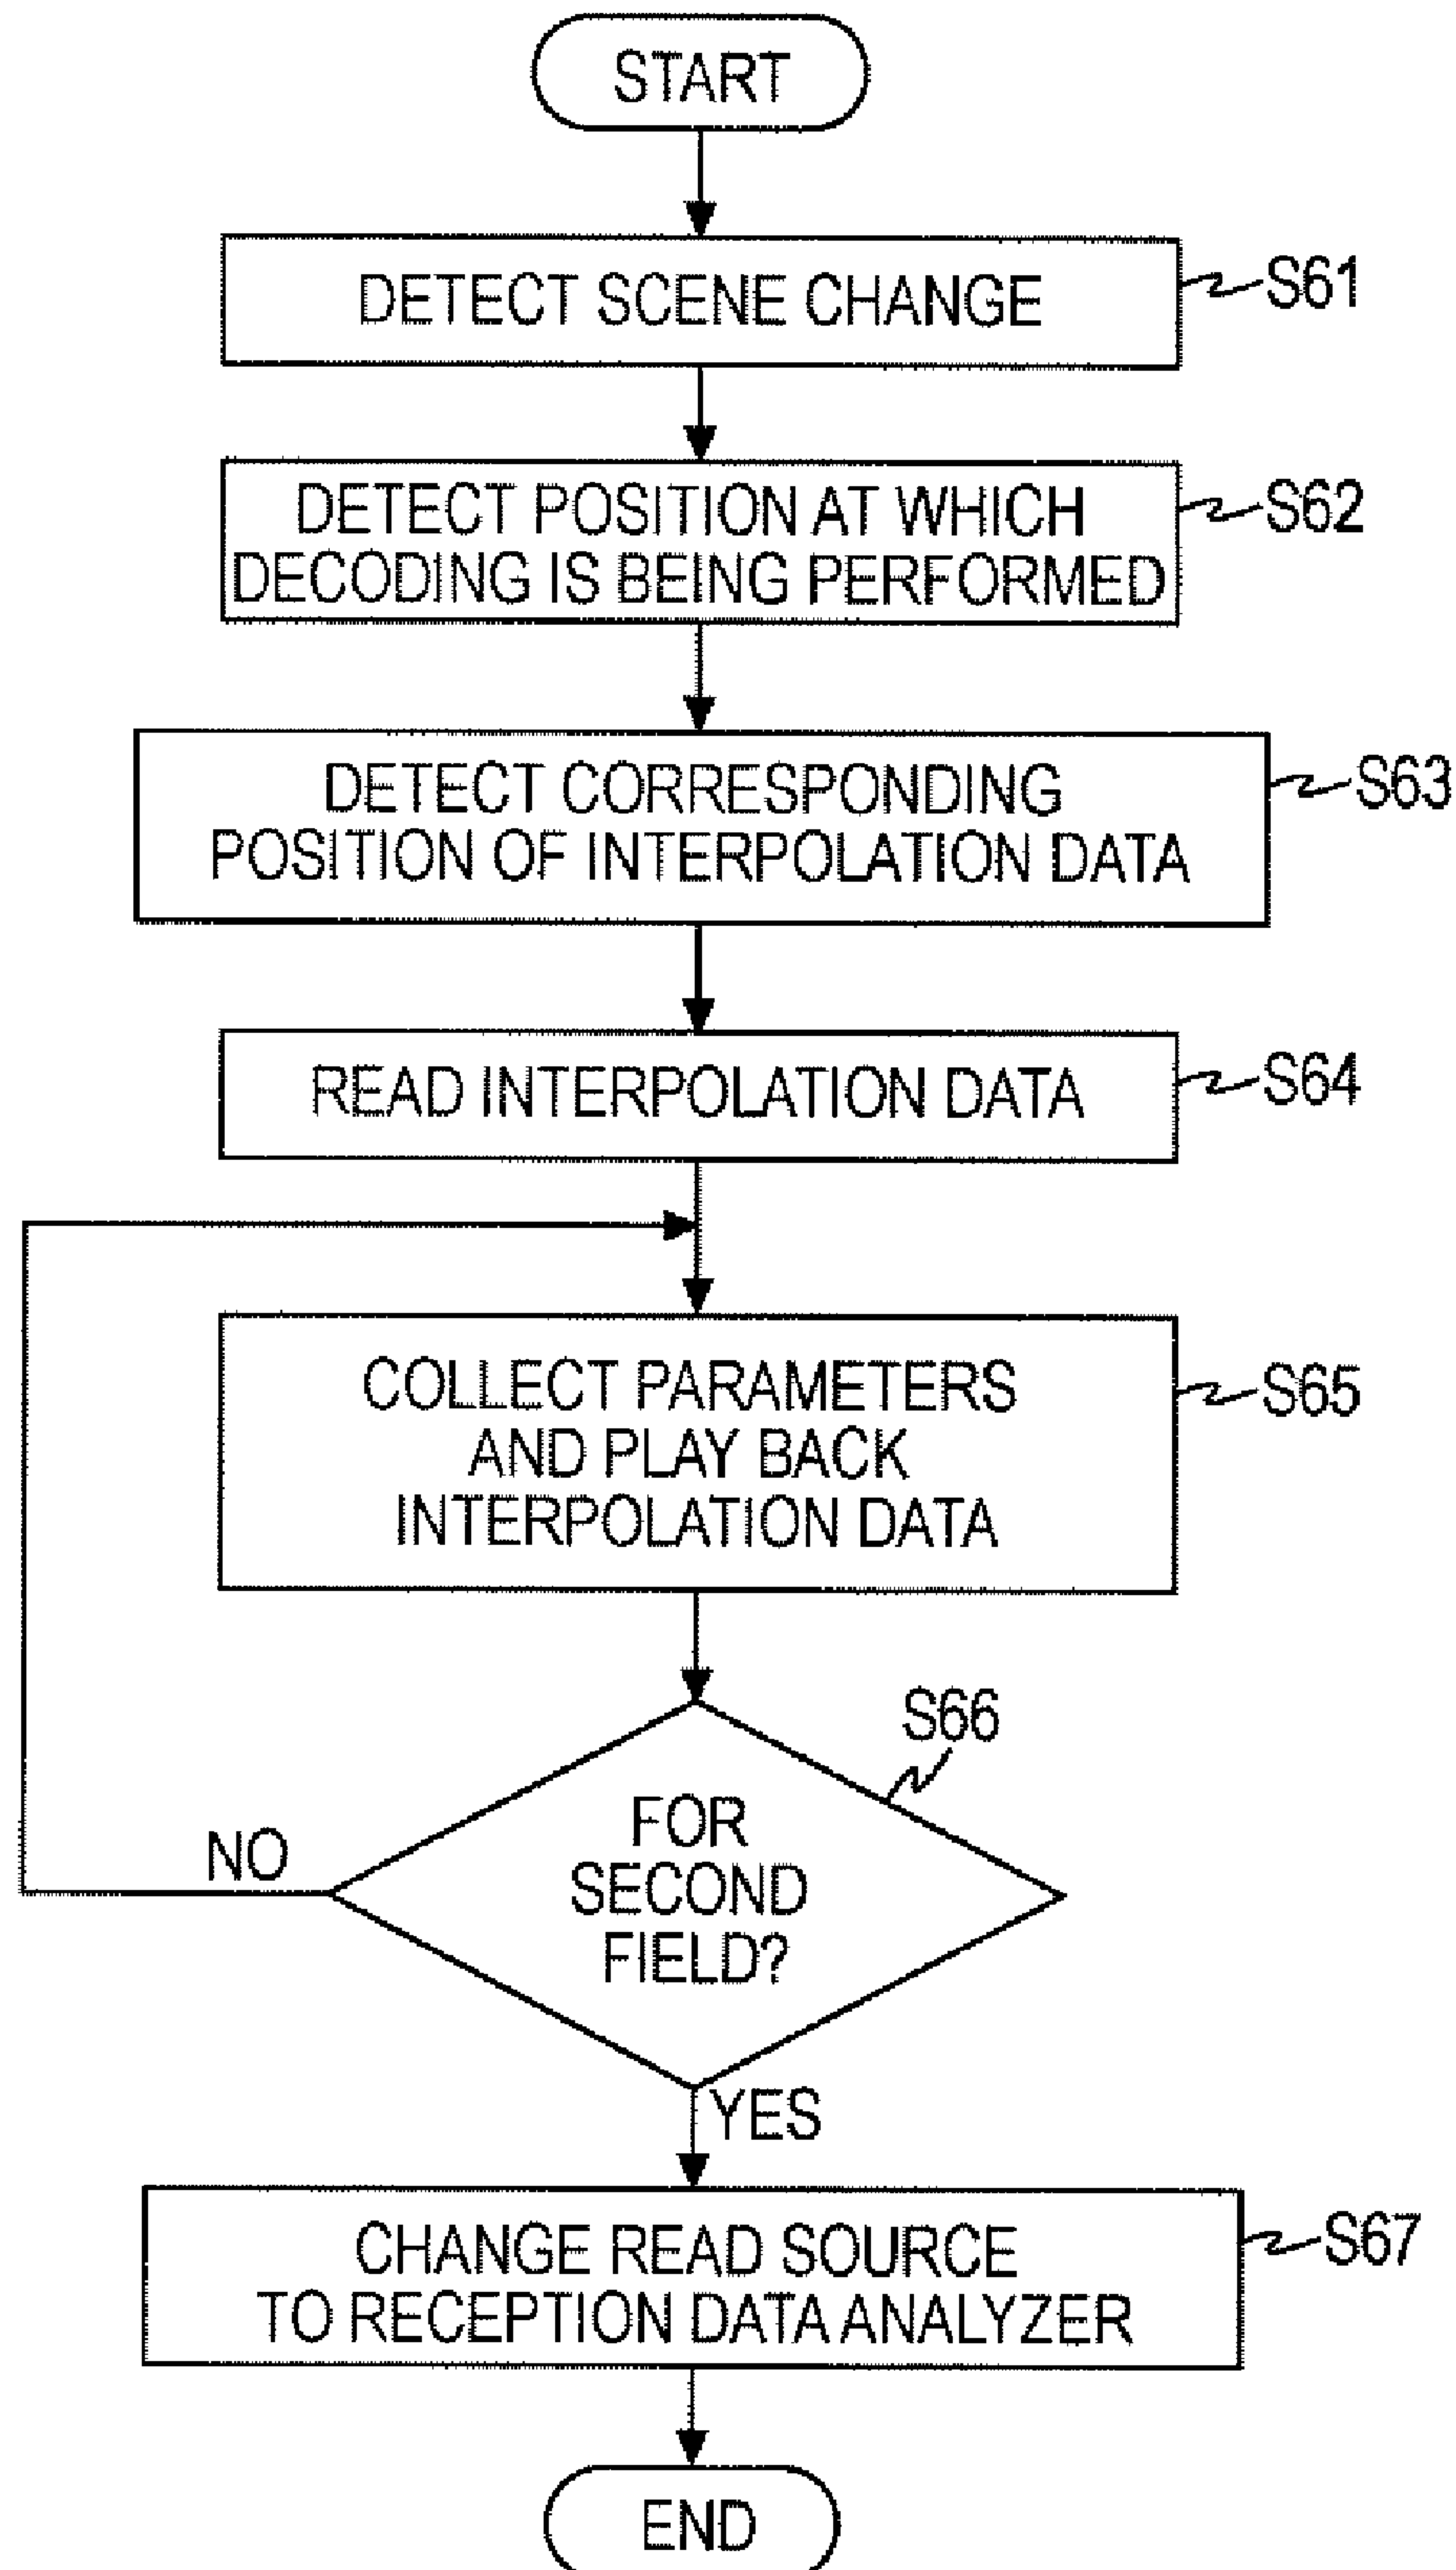 START
DETECT SCENE CHANGE
S61
DETECT POSITION AT WHICH
DECODING IS BEING PERFORMED
S62
DETECT CORRESPONDING
POSITION OF INTERPOLATION DATA
S63
READ INTERPOLATION DATA
S64
COLLECT PARAMETERS
AND PLAY BACK
INTERPOLATION DATA
S65
S66
FOR
SECOND
FIELD?
NO
YES
CHANGE READ SOURCE
TO RECEPTION DATA ANALYZER
S67
END